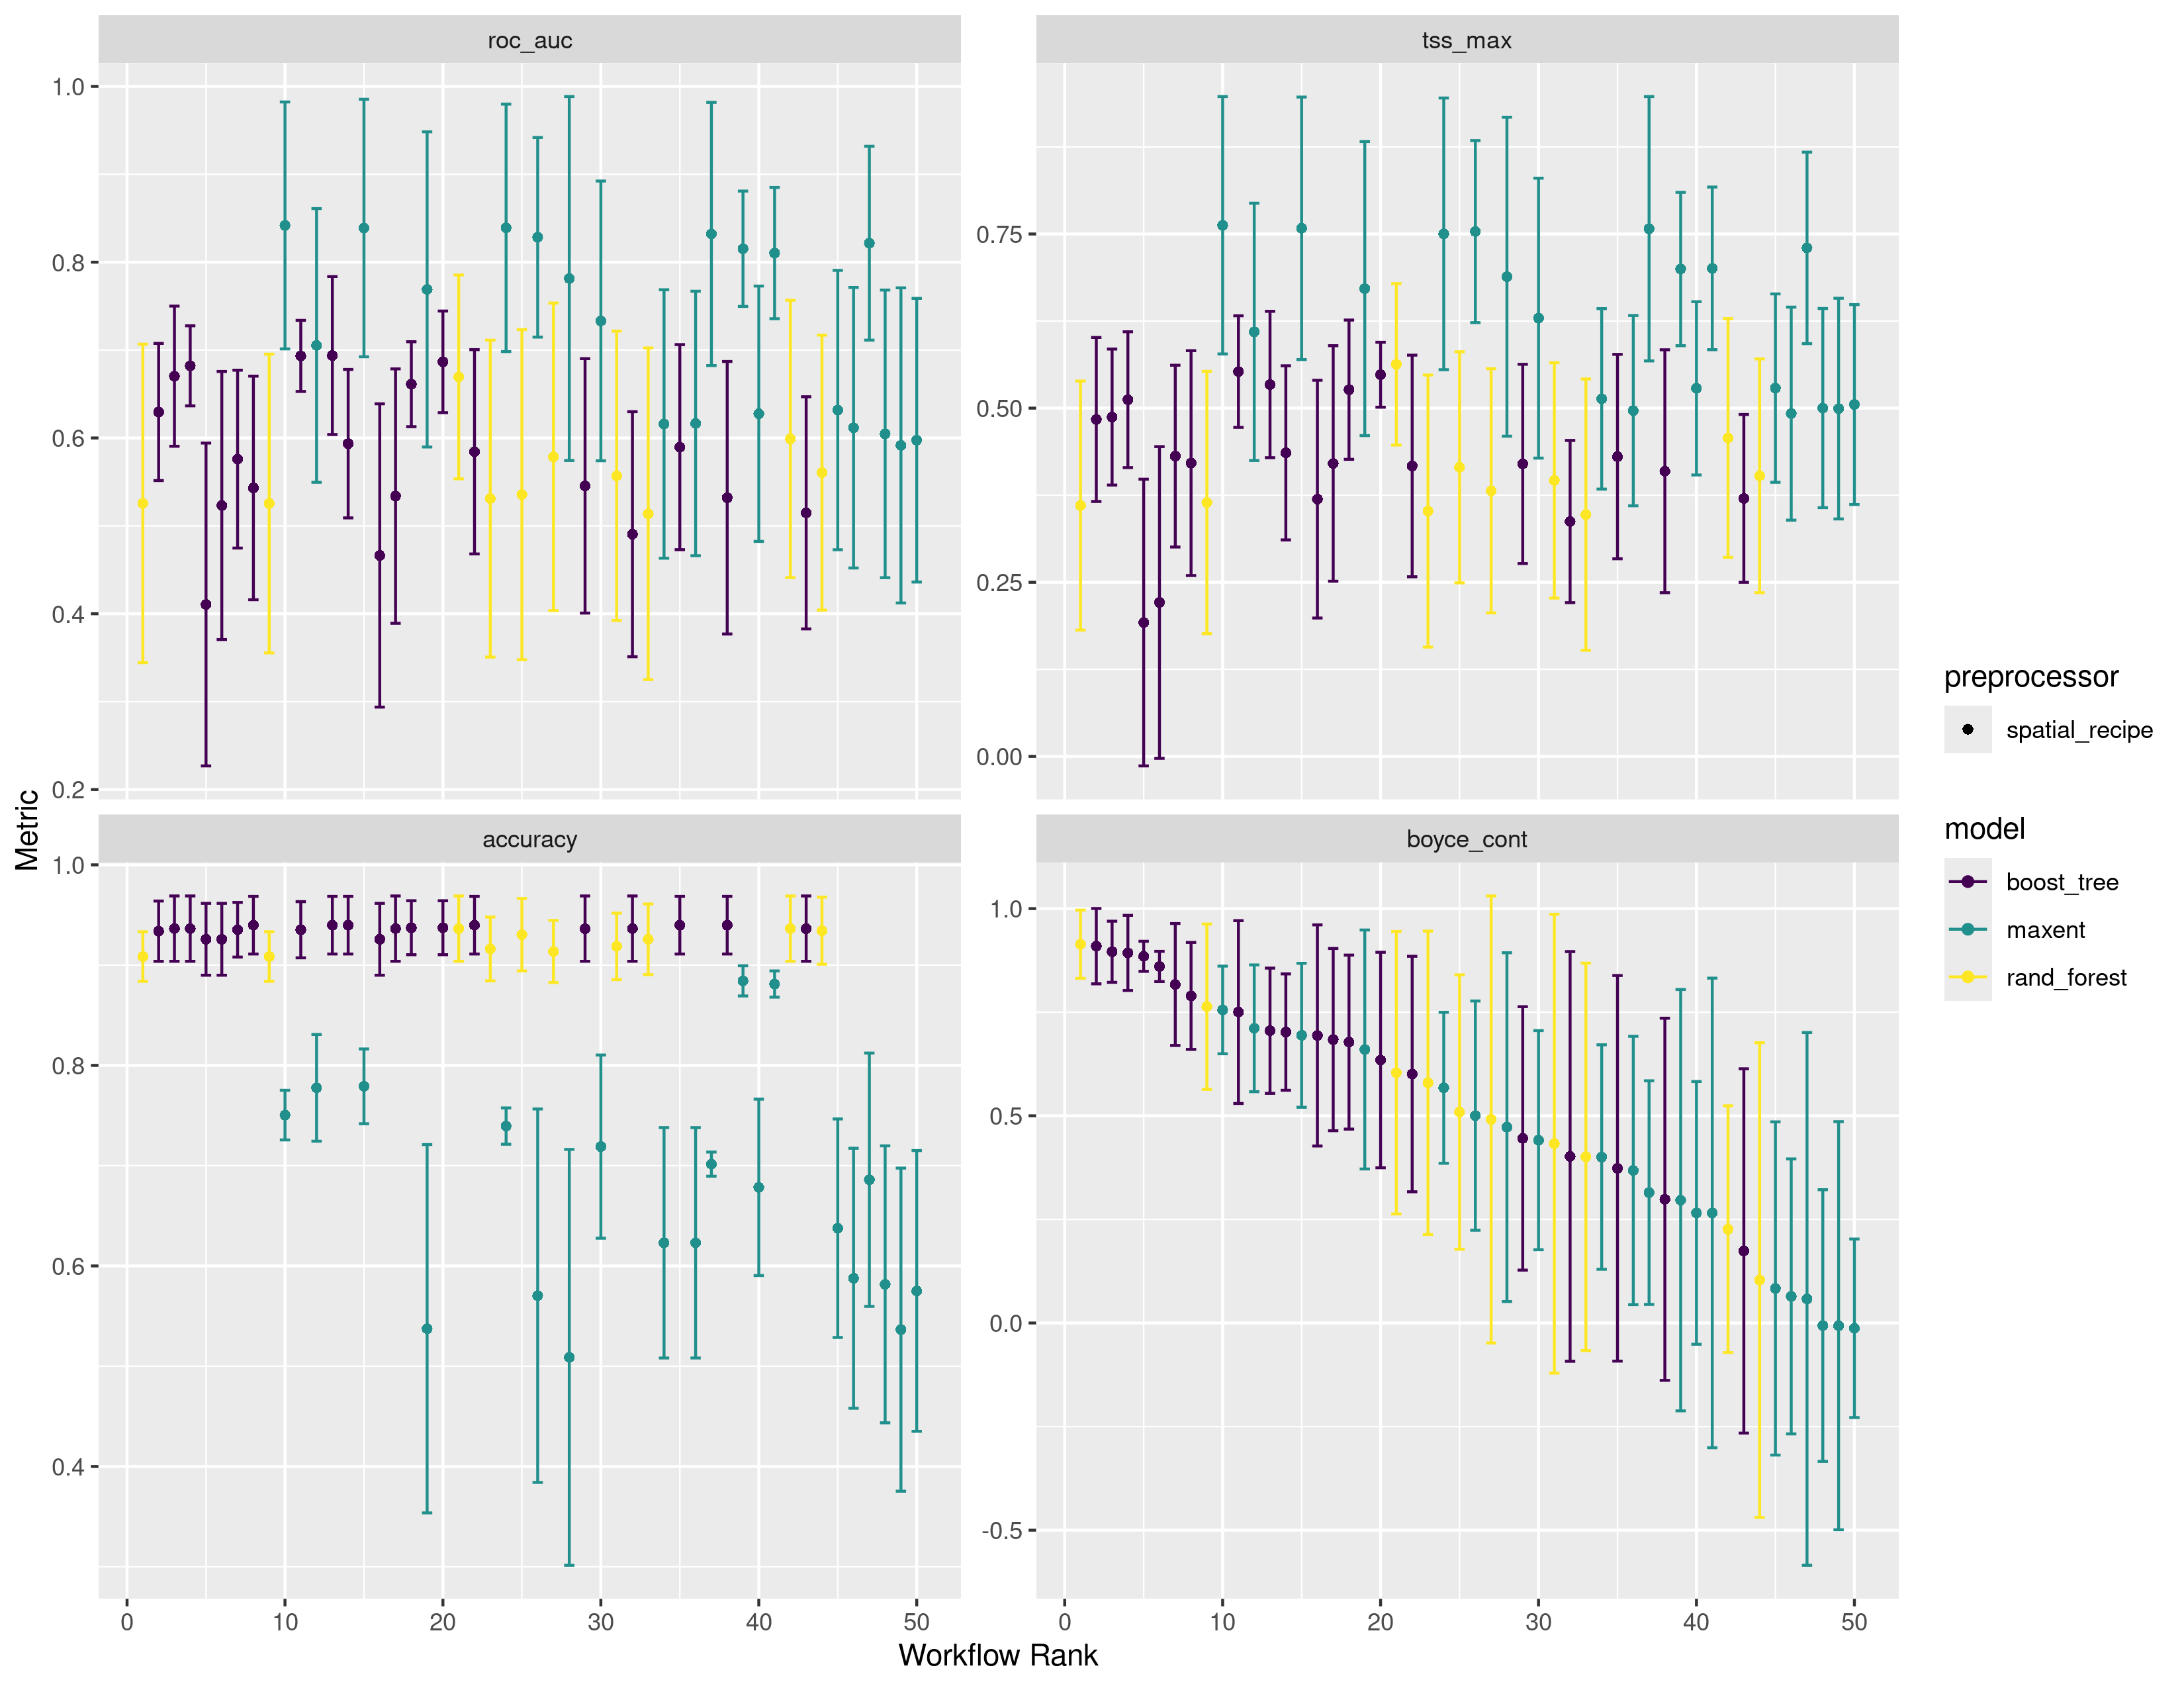 roc_auc
tss_max
1.0
0.8
0.6
0.4
0.2
0.75
0.50
0.25
0.00
Metric
accuracy
boyce_cont
1.0
0.8
0.6
0.4
1.0
0.5
0.0
-0.5
0 10 20 30 40 50
0 10 20 30 40 50
Workflow Rank
preprocessor
spatial_recipe
model
boost_tree
maxent
rand_forest